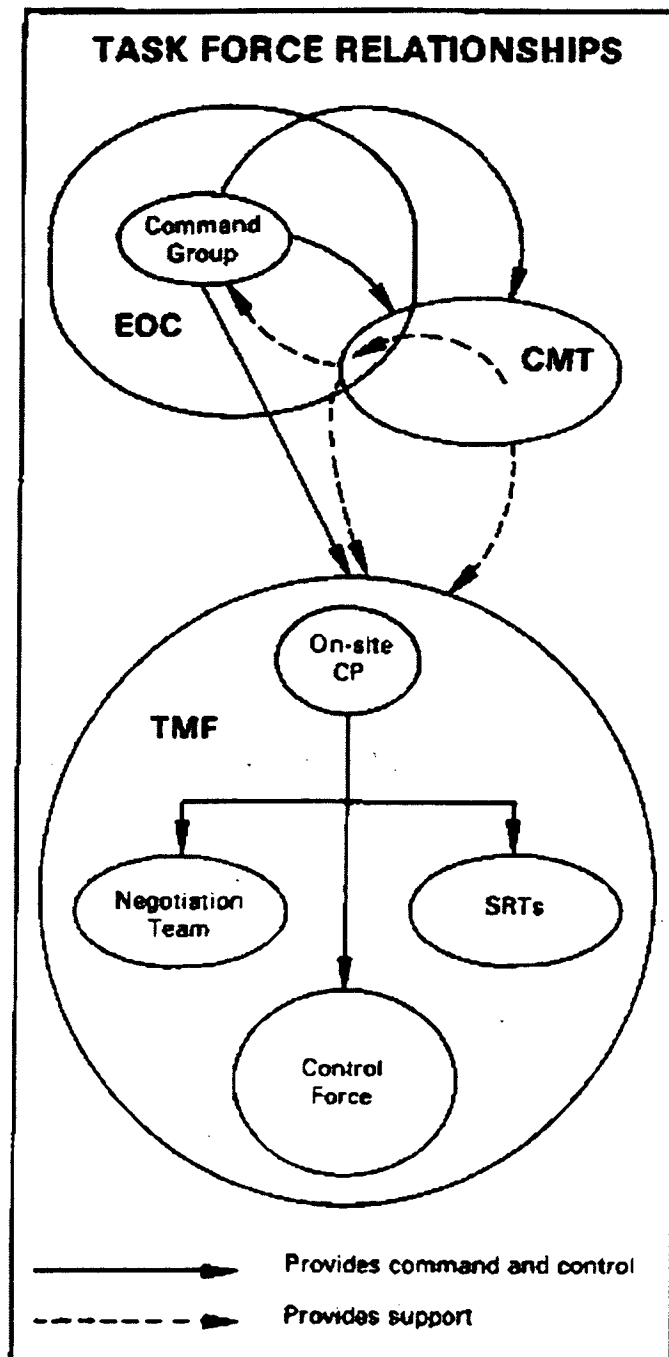 TASK FORCE RELATIONSHIPS
Command
Group
EOC
CMT
On-site
CP
TMF
Negotiation
Team
SRTs
Control
Force
Provides command and control
Provides support